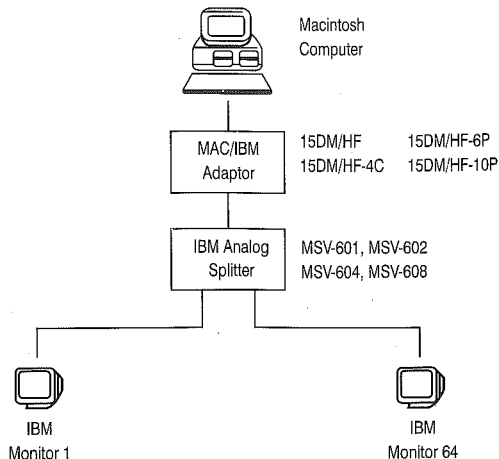 Macintosh
Computer
MAC/IBM
Adaptor
15DM/HF 15DM/HF-6P
15DM/HF-4C 15DM/HF-10P
IBM Analog
Splitter
MSV-601, MSV-602
MSV-604, MSV-608
IBM
Monitor 1
IBM
Monitor 64